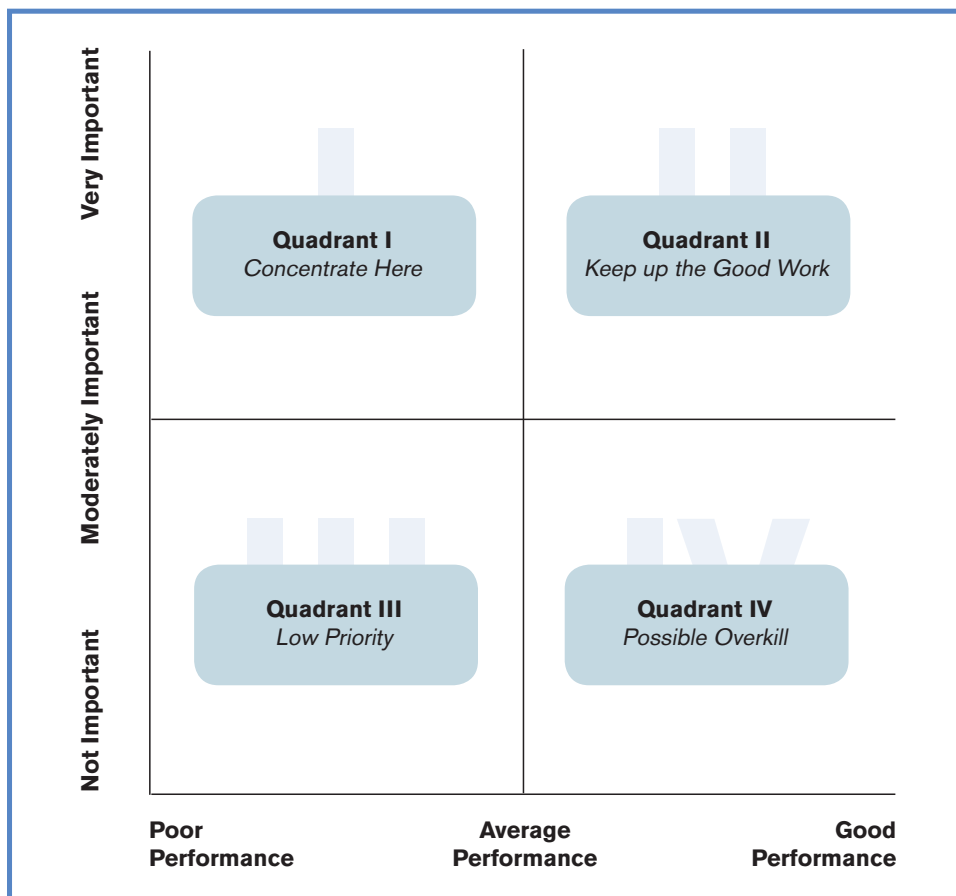 Very Important
Moderately Important
Not Important
I
Quadrant I
Concentrate Here
II
Quadrant II
Keep up the Good Work
III
Quadrant III
Low Priority
IV
Quadrant IV
Possible Overkill
Poor
Performance
Average
Performance
Good
Performance